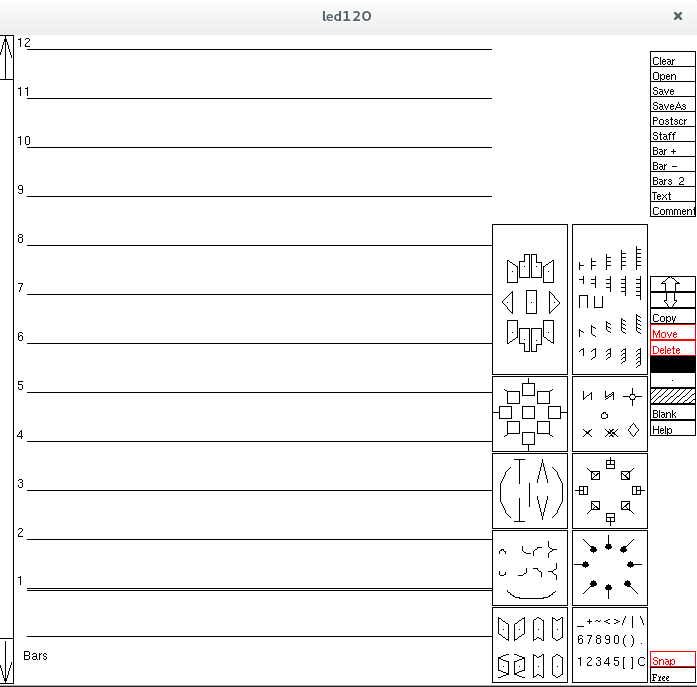 led120
12
11
10
9
8
7
6
5
4
3
2
1
Bars
Clear
Open
Save
SaveAs
Postscr
Staff
Bar +
Bar -
Bars 2
Text
Comment
Copy
Move
Delete
Blank
Help
_+~<>/|\
67890().
12345[]C
Snap
Free